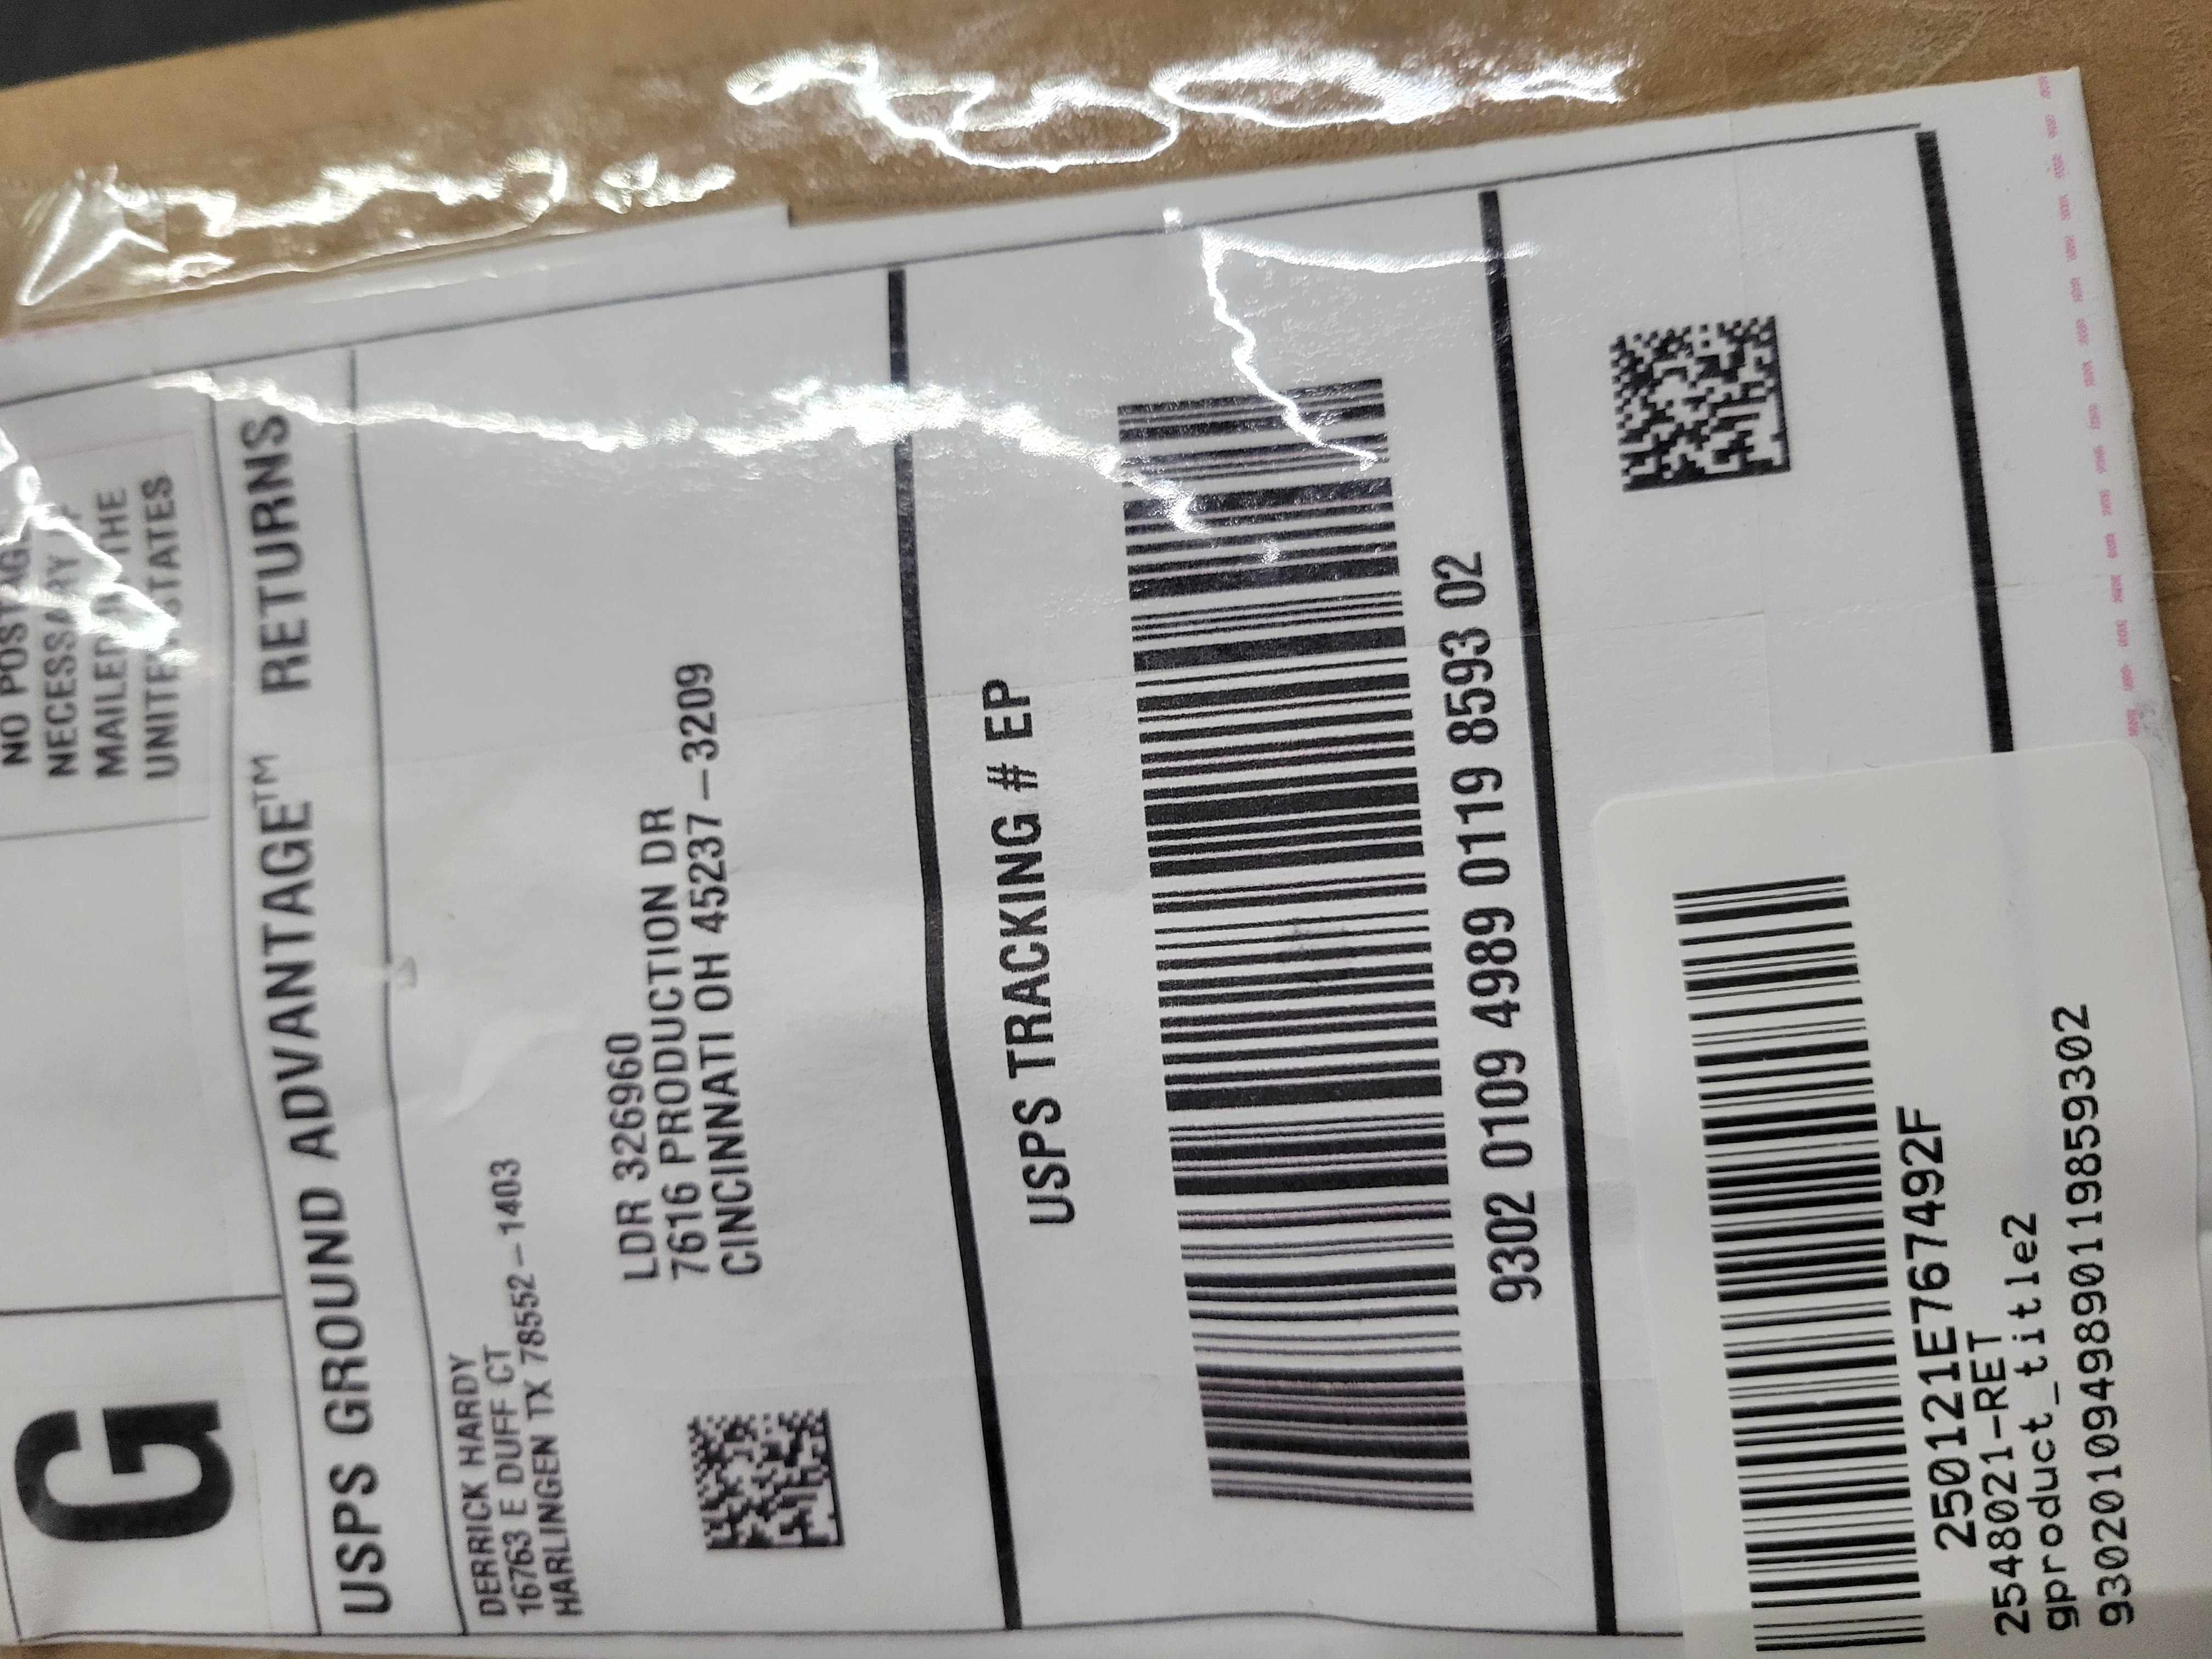 G
NO POSTAGE
NECESSARY IF
MAILED IN THE
UNITED STATES
USPS GROUND ADVANTAGE™ RETURNS
DERRICK HARDY
16763 E DUFF CT
HARLINGEN TX 78552-1403
LDR 326960
7616 PRODUCTION DR
CINCINNATI OH 45237-3209
USPS TRACKING # EP
9302 0109 4989 0119 8593 02
250121E767492F
2548021-RET
gproduct_title2
9302010949890119859302